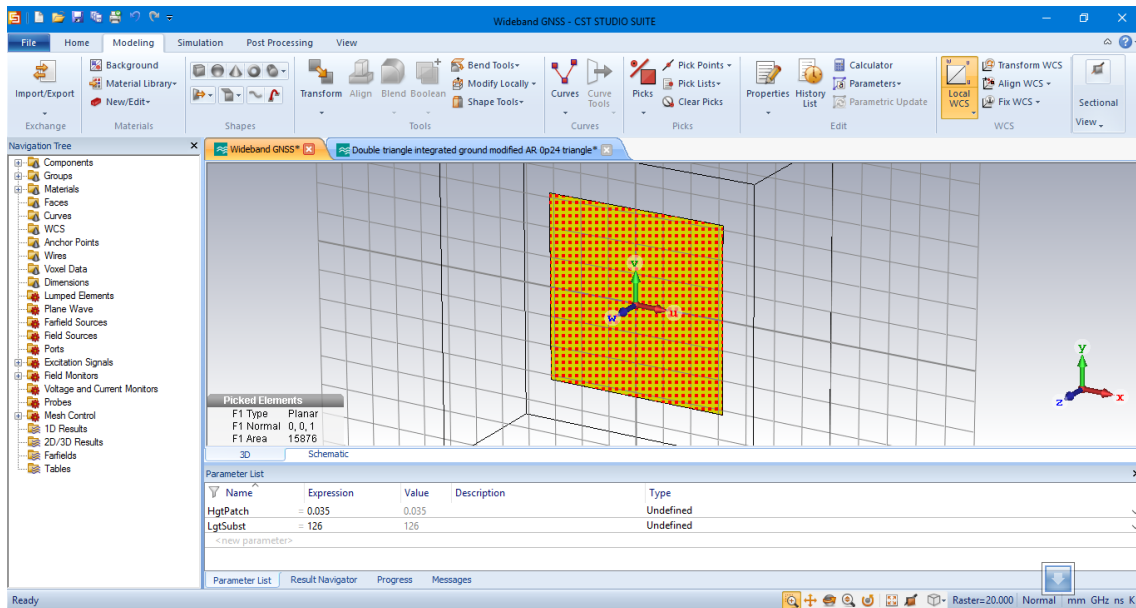 Wideband GNSS - CST STUDIO SUITE
File Home Modeling Simulation Post Processing View
Import/Export
Background
Material Library
New/Edit
Transform Align Blend Boolean
Bend Tools
Modify Locally
Shape Tools
Curves Curve Tools
Picks
Pick Points
Pick Lists
Clear Picks
Properties History List
Calculator
Parameters
Parametric Update
Local WCS
Transform WCS
Align WCS
Fix WCS
Sectional View
Exchange Materials Shapes Tools Curves Picks Edit WCS
Navigation Tree
Wideband GNSS* Double triangle integrated ground modified AR 0p24 triangle*
Components
Groups
Materials
Faces
Curves
WCS
Anchor Points
Wires
Voxel Data
Dimensions
Lumped Elements
Plane Wave
Farfield Sources
Field Sources
Ports
Excitation Signals
Field Monitors
Voltage and Current Monitors
Probes
Mesh Control
1D Results
2D/3D Results
Farfields
Tables
v
u
w
y
x
z
Picked Elements
F1 Type Planar
F1 Normal 0, 0, 1
F1 Area 15876
3D Schematic
Parameter List
Name Expression Value Description Type
HgtPatch = 0.035 0.035 Undefined
LgtSubst = 126 126 Undefined
<new parameter>
Parameter List Result Navigator Progress Messages
Ready
Raster=20.000 Normal mm GHz ns K